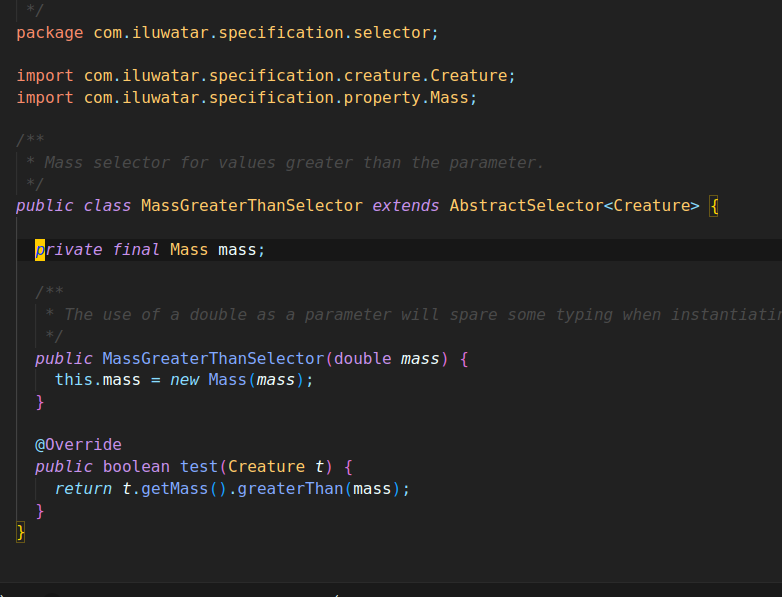 */
package com.iluwatar.specification.selector;
import com.iluwatar.specification.creature.Creature;
import com.iluwatar.specification.property.Mass;
/**
* Mass selector for values greater than the parameter.
*/
public class MassGreaterThanSelector extends AbstractSelector<Creature> {
private final Mass mass;
/**
* The use of a double as a parameter will spare some typing when
*/
public MassGreaterThanSelector(double mass) {
this.mass = new Mass(mass);
}
@Override
public boolean test(Creature t) {
return t.getMass().greaterThan(mass);
}
}